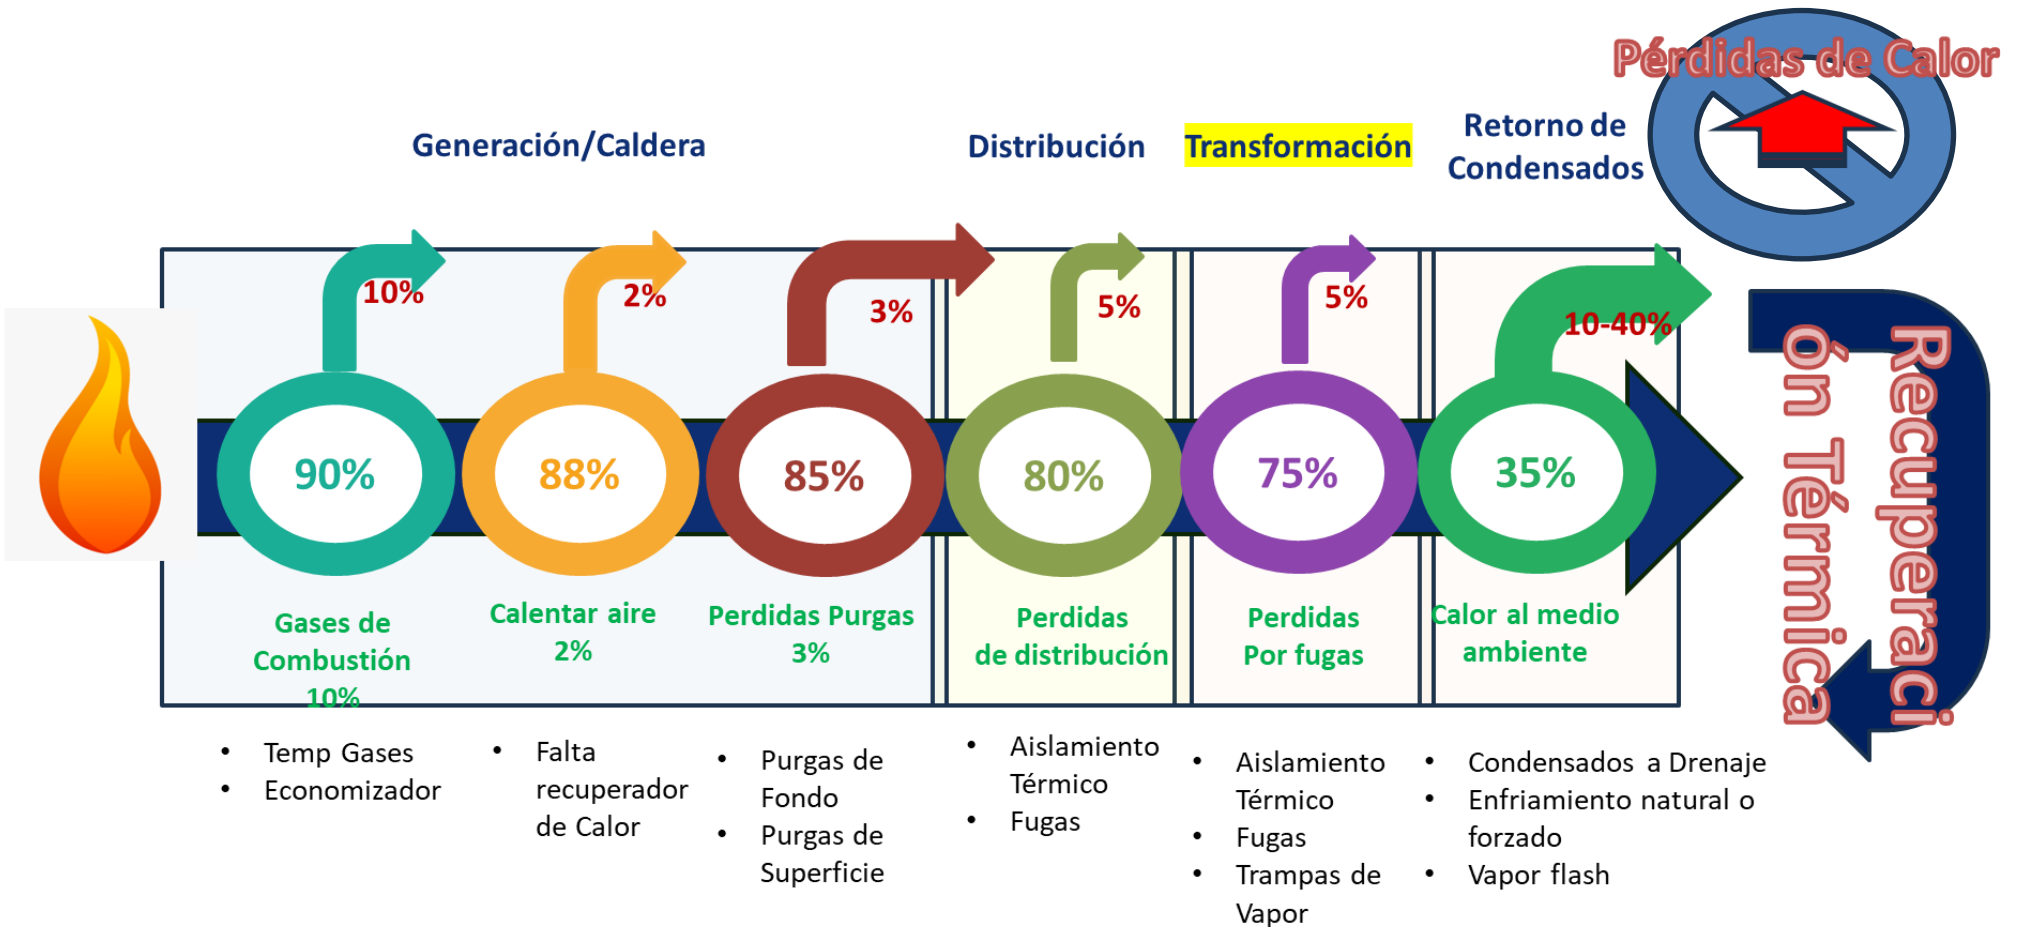 Pérdidas de Calor
Generación/Caldera
Distribución
Transformación
Retorno de
Condensados
10%
2%
3%
5%
5%
10-40%
90%
88%
85%
80%
75%
35%
Gases de
Combustión
10%
Calentar aire
2%
Perdidas Purgas
3%
Perdidas
de distribución
Perdidas
Por fugas
Calor al medio
ambiente
Recuperaci
ón Térmica
• Temp Gases
• Economizador
• Falta
recuperador
de Calor
• Purgas de
Fondo
• Purgas de
Superficie
• Aislamiento
Térmico
• Fugas
• Aislamiento
Térmico
• Fugas
• Trampas de
Vapor
• Condensados a Drenaje
• Enfriamiento natural o
forzado
• Vapor flash